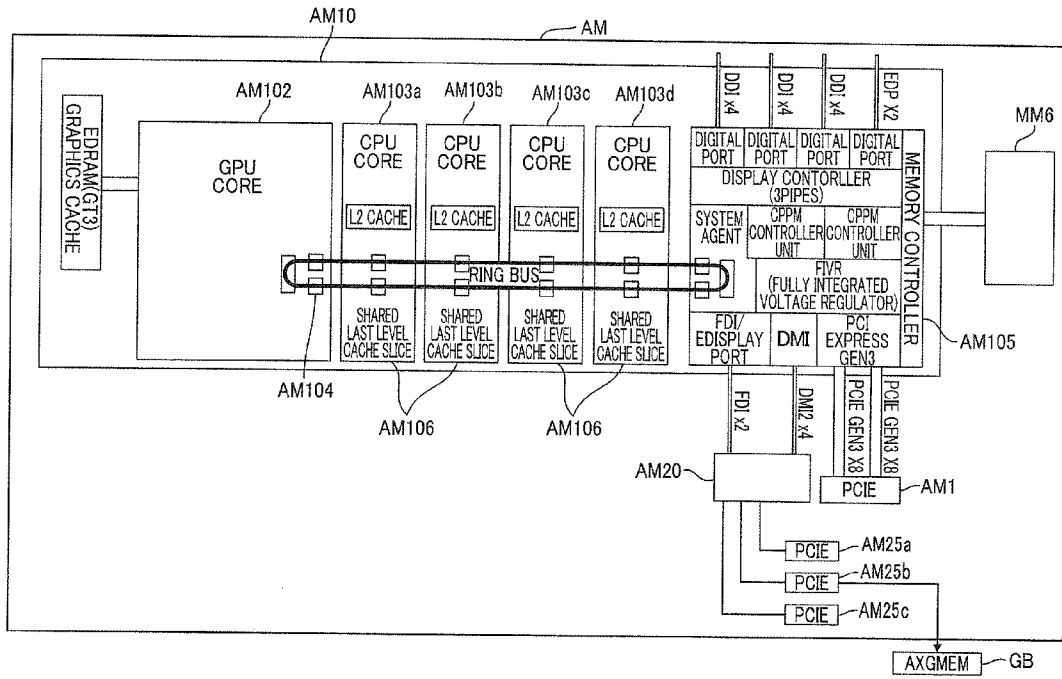 AM10
AM
AM102
AM103a
AM103b
AM103c
AM103d
MM6
EDRAM(GT3)
GRAPHICS CACHE
GPU
CORE
CPU
CORE
L2 CACHE
CPU
CORE
L2 CACHE
CPU
CORE
L2 CACHE
CPU
CORE
L2 CACHE
RING BUS
SHARED
LAST LEVEL
CACHE SLICE
SHARED
LAST LEVEL
CACHE SLICE
SHARED
LAST LEVEL
CACHE SLICE
SHARED
LAST LEVEL
CACHE SLICE
DDI x4
DDI x4
DDI x4
EDP X2
DIGITAL
PORT
DIGITAL
PORT
DIGITAL
PORT
DIGITAL
PORT
DISPLAY CONTORLLER
(3PIPES)
SYSTEM
AGENT
CPPM
CONTROLLER
UNIT
CPPM
CONTROLLER
UNIT
FIVR
(FULLY INTEGRATED
VOLTAGE REGULATOR)
FDI/
EDISPLAY
PORT
DMI
PCI
EXPRESS
GEN3
MEMORY CONTROLLER
AM105
AM104
AM106
AM106
FDI x2
DMI2 x4
PCIE GEN3 X8
PCIE GEN3 X8
AM20
PCIE
AM1
PCIE
AM25a
PCIE
AM25b
PCIE
AM25c
AXGMEM
GB